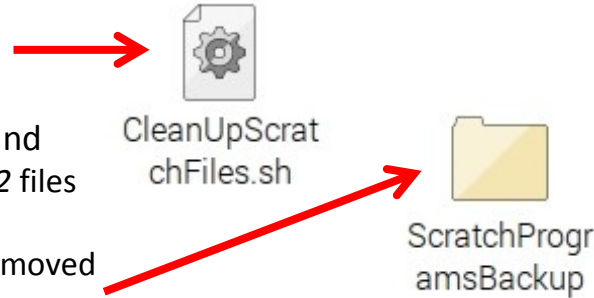 nd
2 files
moved
CleanUpScrat
chFiles.sh
ScratchProgr
amsBackup